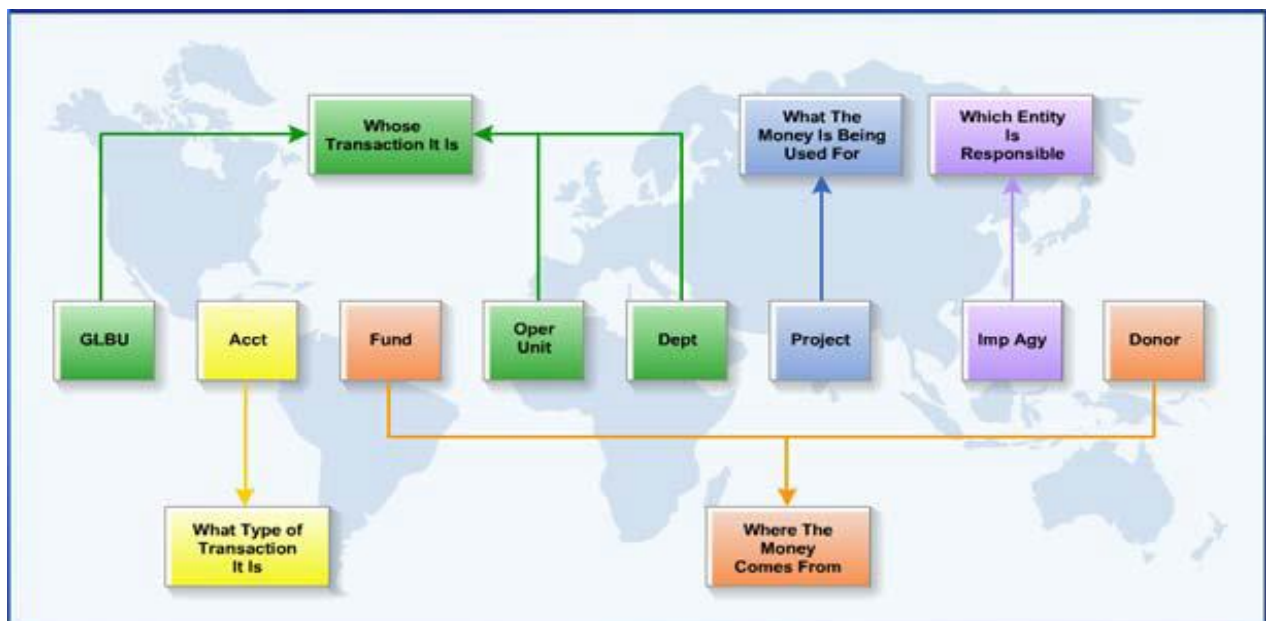 Whose
Transaction It Is
What The
Money Is Being
Used For
Which Entity
Is
Responsible
GLBU
Acct
Fund
Oper
Unit
Dept
Project
Imp Agy
Donor
What Type of
Transaction
It Is
Where The
Money
Comes From